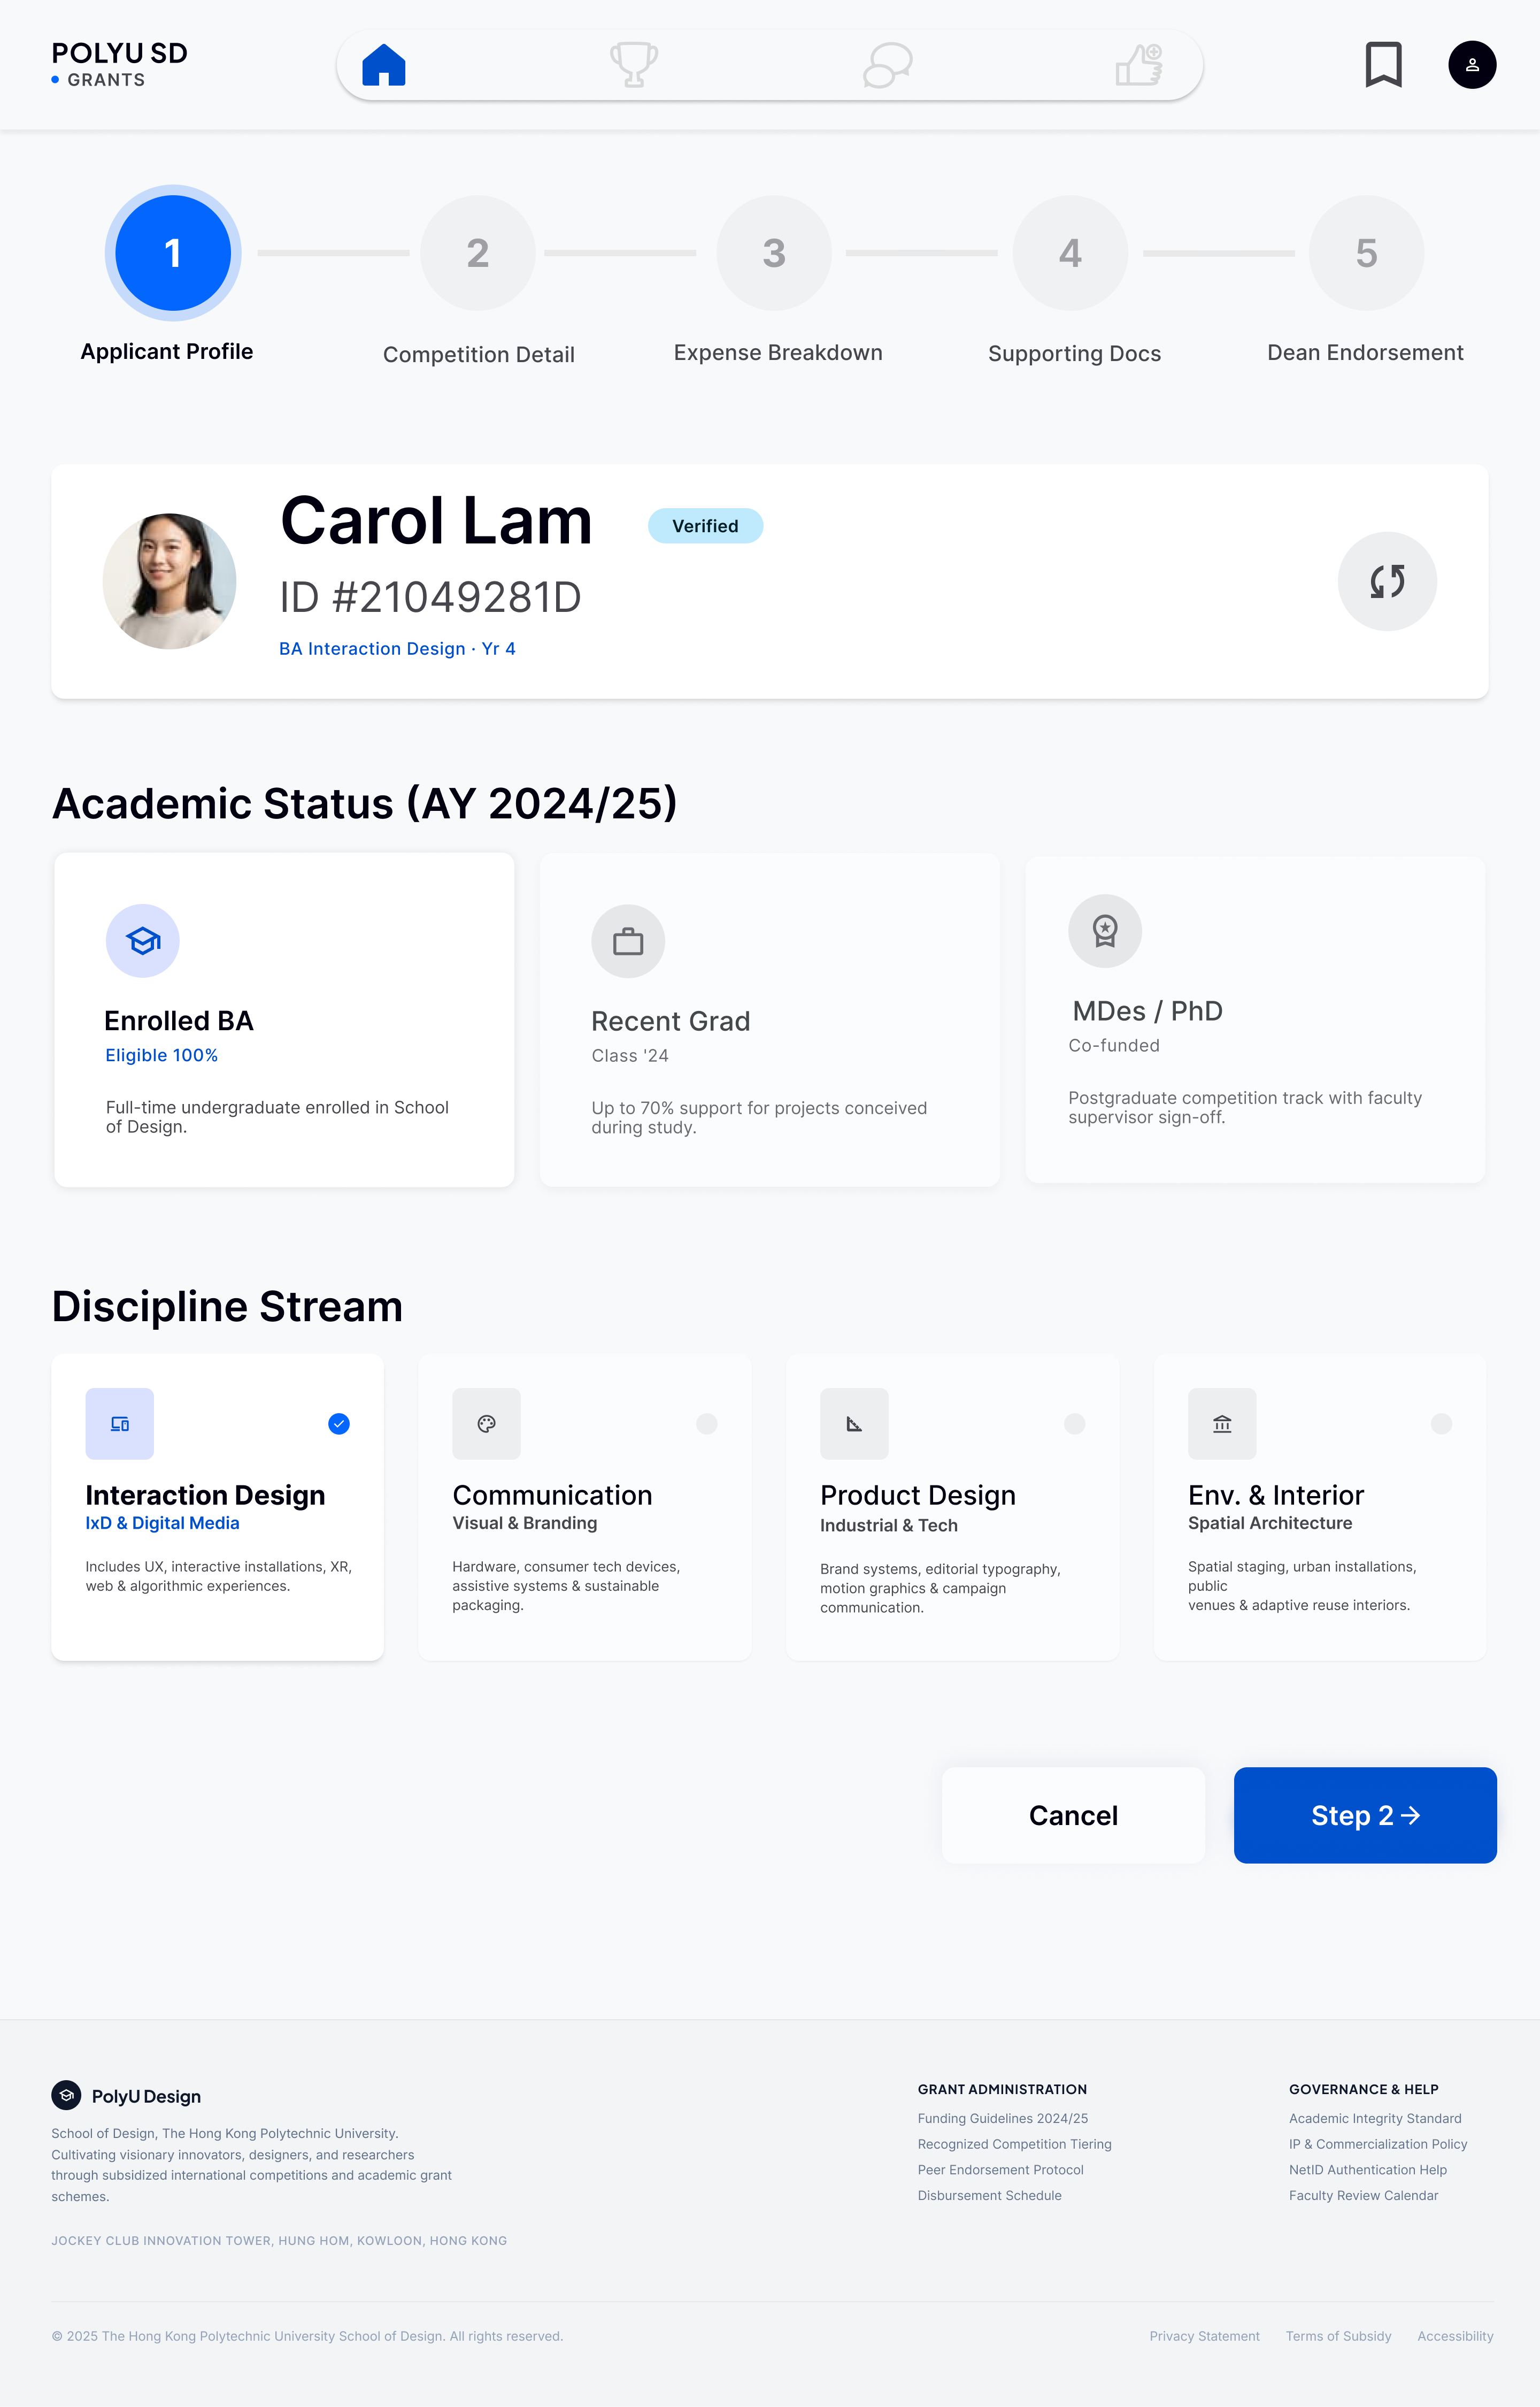 POLYU SD
GRANTS
1
2
3
4
5
Applicant Profile
Competition Detail
Expense Breakdown
Supporting Docs
Dean Endorsement
Carol Lam
Verified
ID #21049281D
BA Interaction Design · Yr 4
Academic Status (AY 2024/25)
Enrolled BA
Eligible 100%
Full-time undergraduate enrolled in School
of Design.
Recent Grad
Class '24
Up to 70% support for projects conceived
during study.
MDes / PhD
Co-funded
Postgraduate competition track with faculty
supervisor sign-off.
Discipline Stream
Interaction Design
IxD & Digital Media
Includes UX, interactive installations, XR,
web & algorithmic experiences.
Communication
Visual & Branding
Hardware, consumer tech devices,
assistive systems & sustainable
packaging.
Product Design
Industrial & Tech
Brand systems, editorial typography,
motion graphics & campaign
communication.
Env. & Interior
Spatial Architecture
Spatial staging, urban installations,
public
venues & adaptive reuse interiors.
Cancel
Step 2 →
PolyU Design
School of Design, The Hong Kong Polytechnic University.
Cultivating visionary innovators, designers, and researchers
through subsidized international competitions and academic grant
schemes.
JOCKEY CLUB INNOVATION TOWER, HUNG HOM, KOWLOON, HONG KONG
GRANT ADMINISTRATION
Funding Guidelines 2024/25
Recognized Competition Tiering
Peer Endorsement Protocol
Disbursement Schedule
GOVERNANCE & HELP
Academic Integrity Standard
IP & Commercialization Policy
NetID Authentication Help
Faculty Review Calendar
© 2025 The Hong Kong Polytechnic University School of Design. All rights reserved.
Privacy Statement
Terms of Subsidy
Accessibility